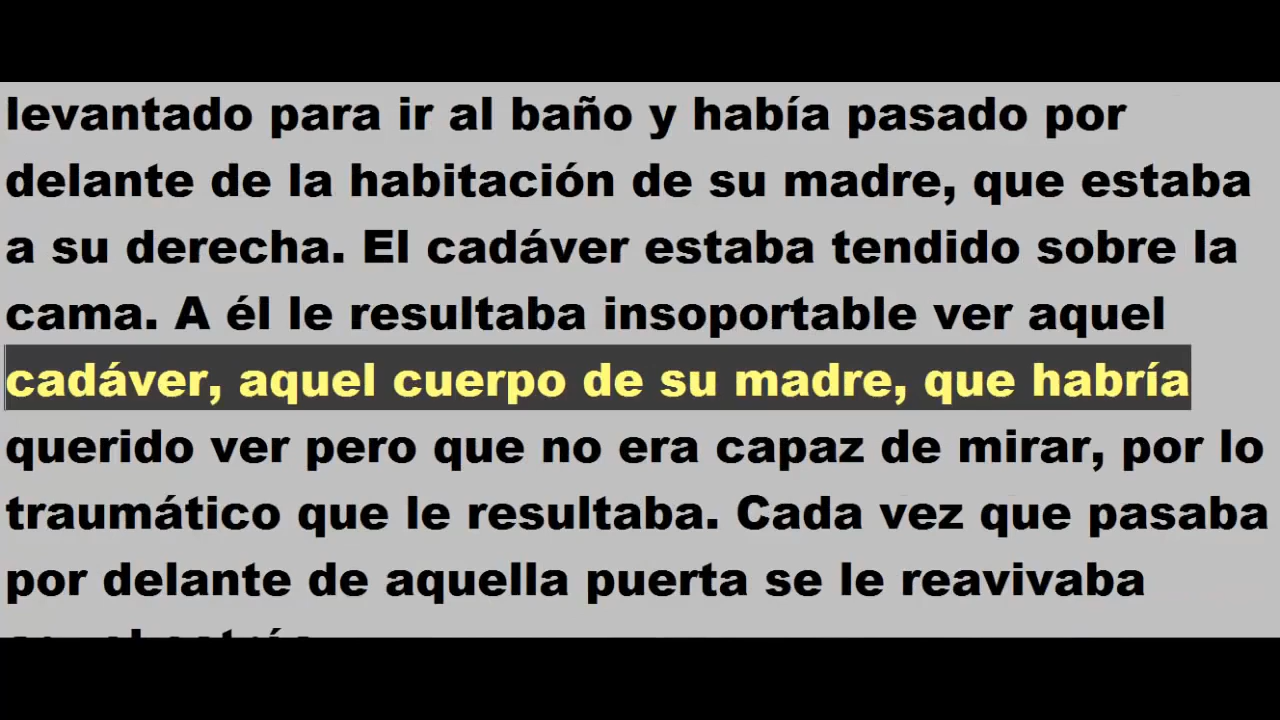 levantado para ir al baño y había pasado por
delante de la habitación de su madre, que estaba
a su derecha. El cadáver estaba tendido sobre la
cama. A él le resultaba insoportable ver aquel
cadáver, aquel cuerpo de su madre, que habría
querido ver pero que no era capaz de mirar, por lo
traumático que le resultaba. Cada vez que pasaba
por delante de aquella puerta se le reavivaba